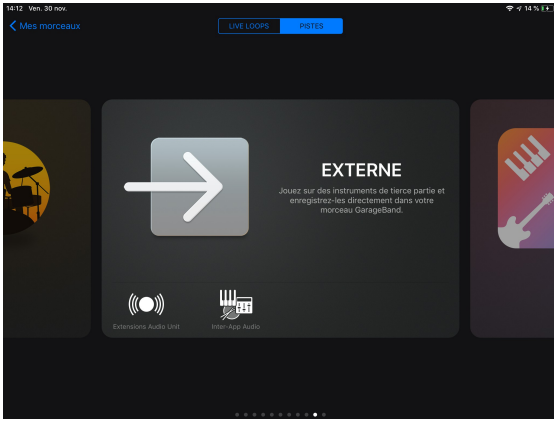 14:12 Ven. 30 nov.
14 %
Mes morceaux
LIVE LOOPS
PISTES
EXTERNE
Jouez sur des instruments de tierce partie et
enregistrez-les directement dans votre
morceau GarageBand.
Extensions Audio Unit
Inter-App Audio